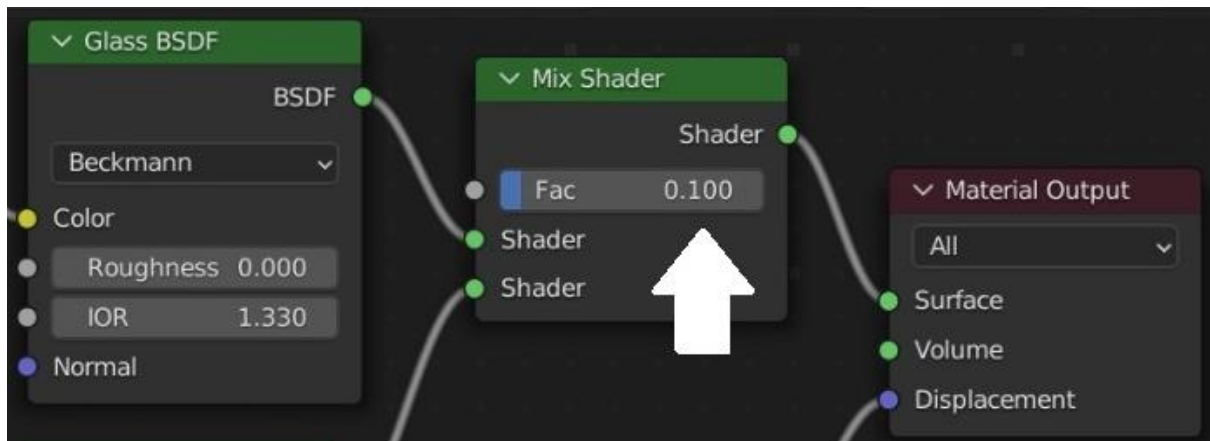 Glass BSDF
BSDF
Beckmann
Color
Roughness 0.000
IOR 1.330
Normal
Mix Shader
Shader
Fac 0.100
Shader
Shader
Material Output
All
Surface
Volume
Displacement